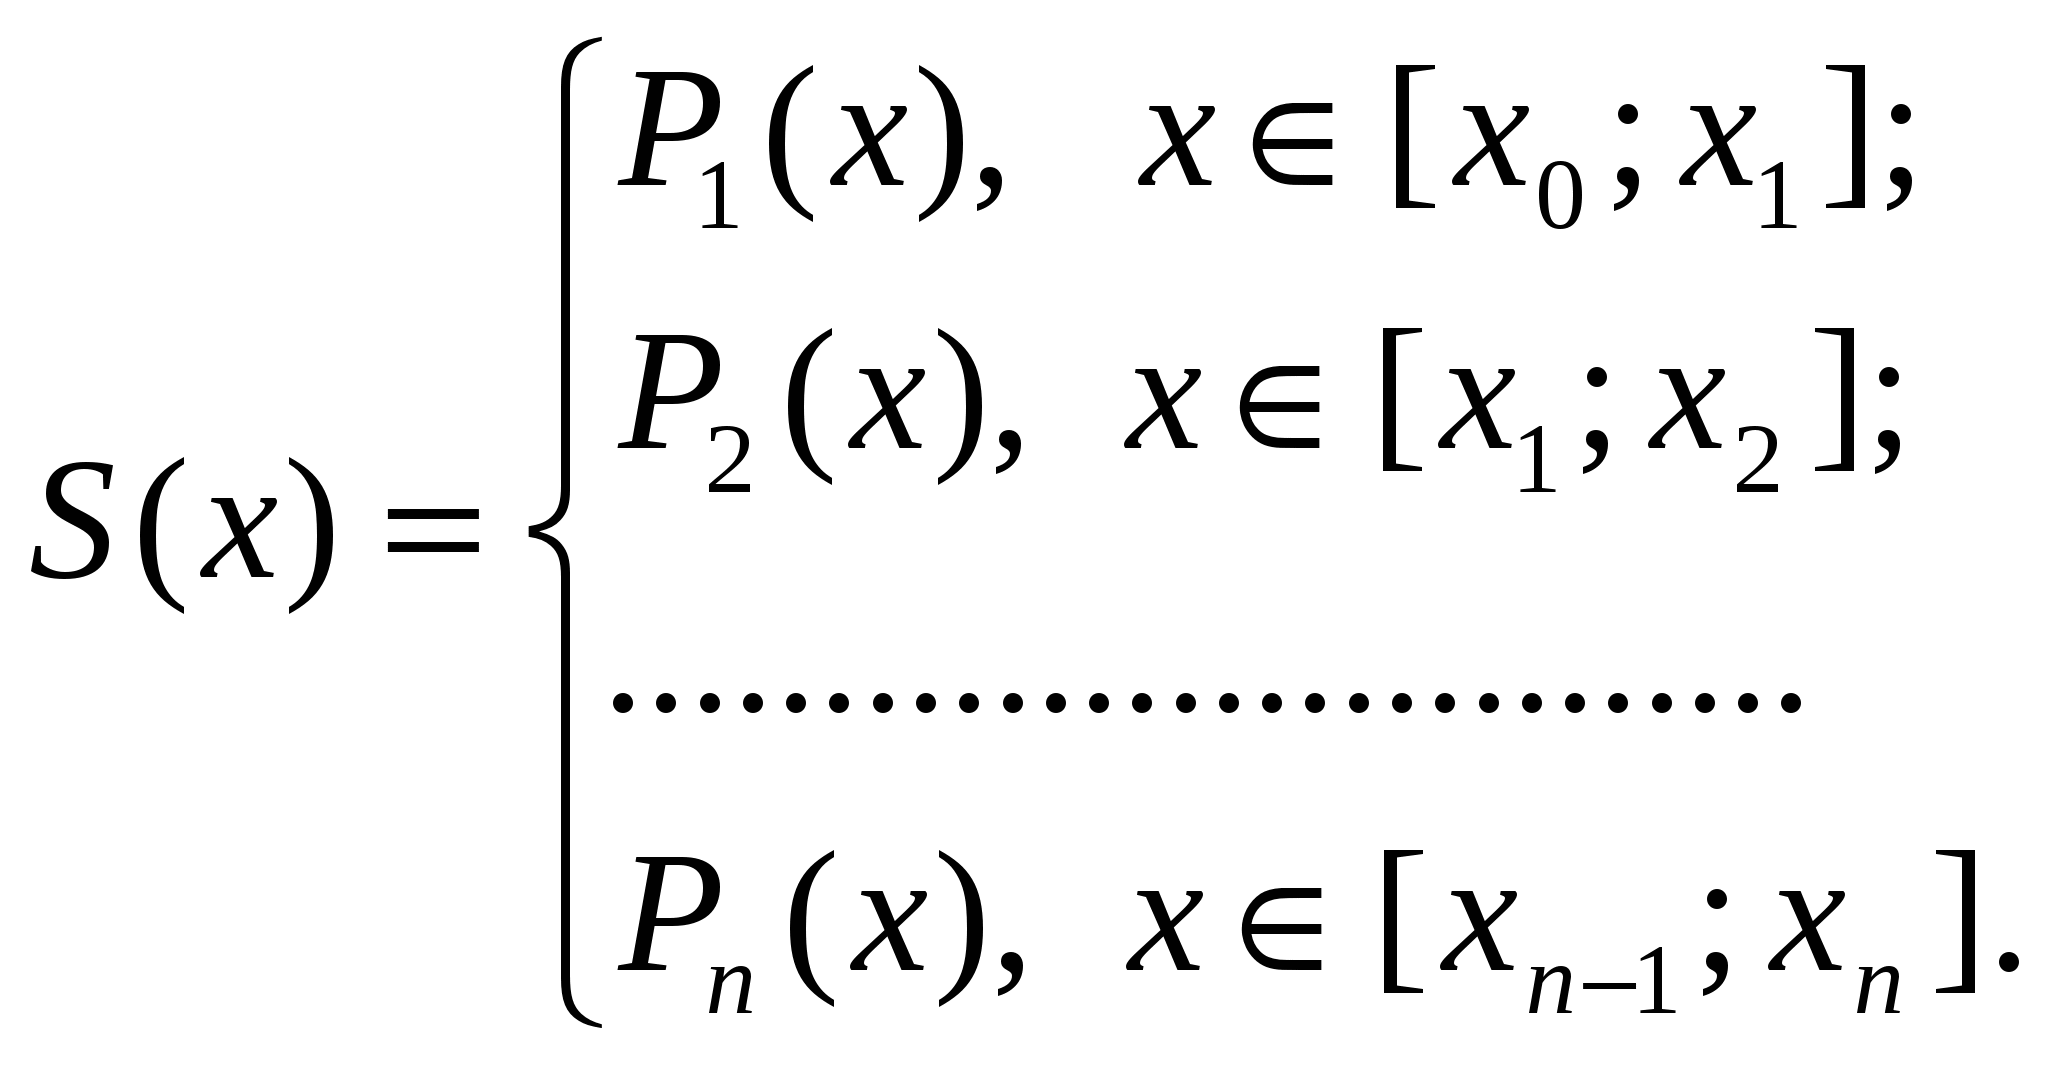 P₁(x), x ∈ [x₀; x₁];
P₂(x), x ∈ [x₁; x₂];
S(x) =
............................
Pₙ(x), x ∈ [xₙ₋₁; xₙ].